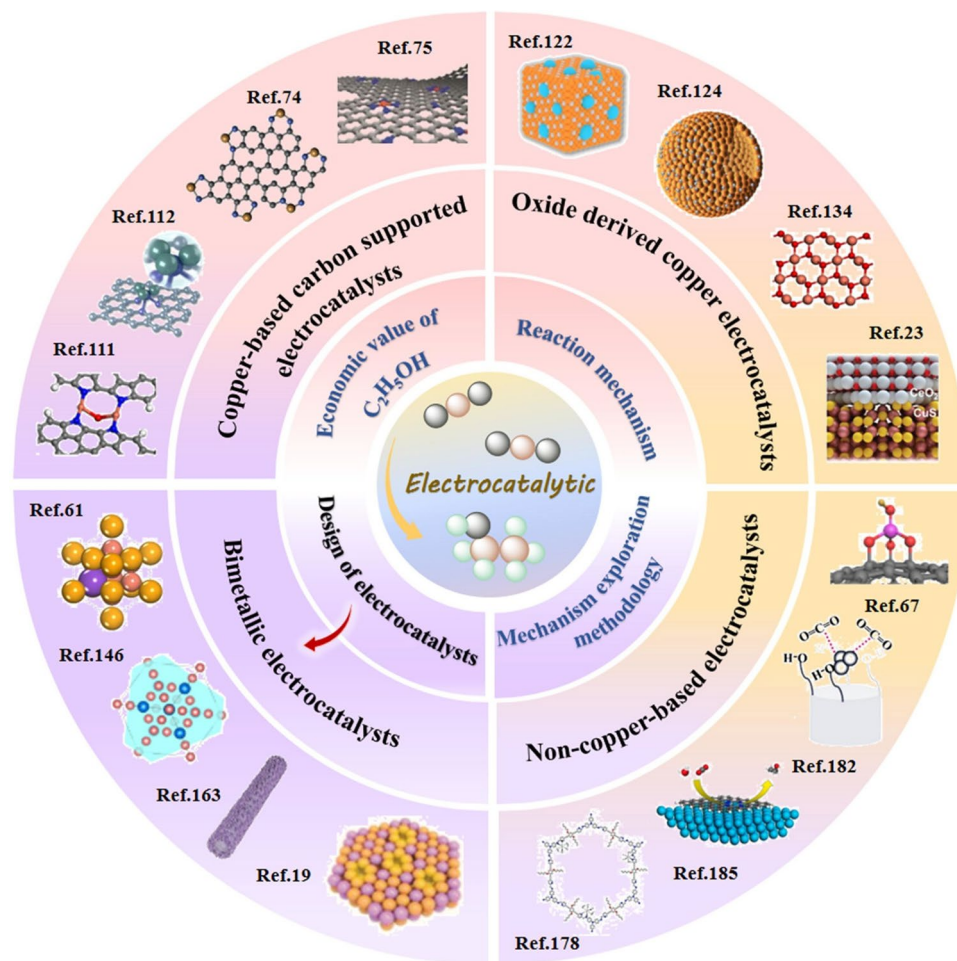 Ref.75
Ref.74
Ref.112
Ref.111
Copper-based carbon supported
electrocatalysts
Ref.122
Ref.124
Ref.134
Ref.23
CeO₂
CuS
Oxide derived copper electrocatalysts
Economic value of
C₂H₅OH
Reaction mechanism
Electrocatalytic
Design of electrocatalysts
Mechanism exploration
methodology
Ref.61
Ref.146
Ref.163
Ref.19
Bimetallic electrocatalysts
Non-copper-based electrocatalysts
Ref.67
O=C=O
O=C=O
H-O
H-O
Ref.182
Ref.185
Ref.178